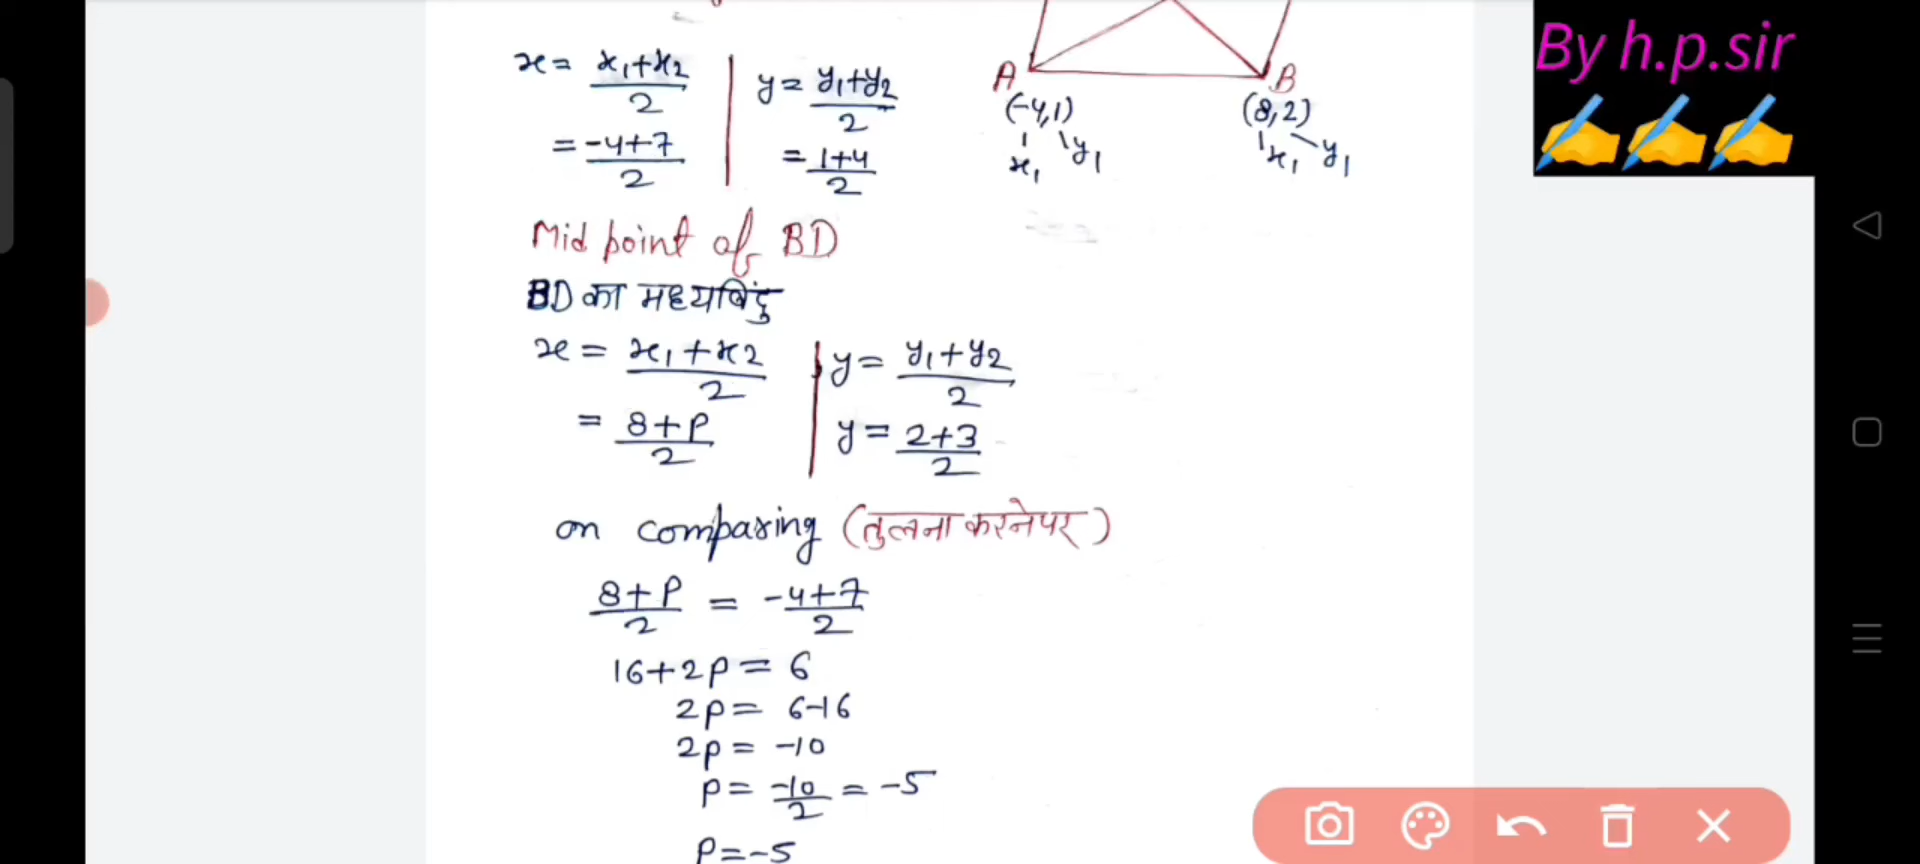 By h.p.sir
x = x₁+x₂/2 | y = y₁+y₂/2
= -4+7/2 | = 1+4/2
A B
(-4,1) (8,2)
x₁ y₁ x₁ y₁
Mid point of BD
BD का मध्यबिंदु
x = x₁+x₂/2 | y = y₁+y₂/2
= 8+P/2 | y = 2+3/2
on comparing (तुलना करने पर)
8+P/2 = -4+7/2
16+2P = 6
2P = 6-16
2P = -10
P = -10/2 = -5
P = -5